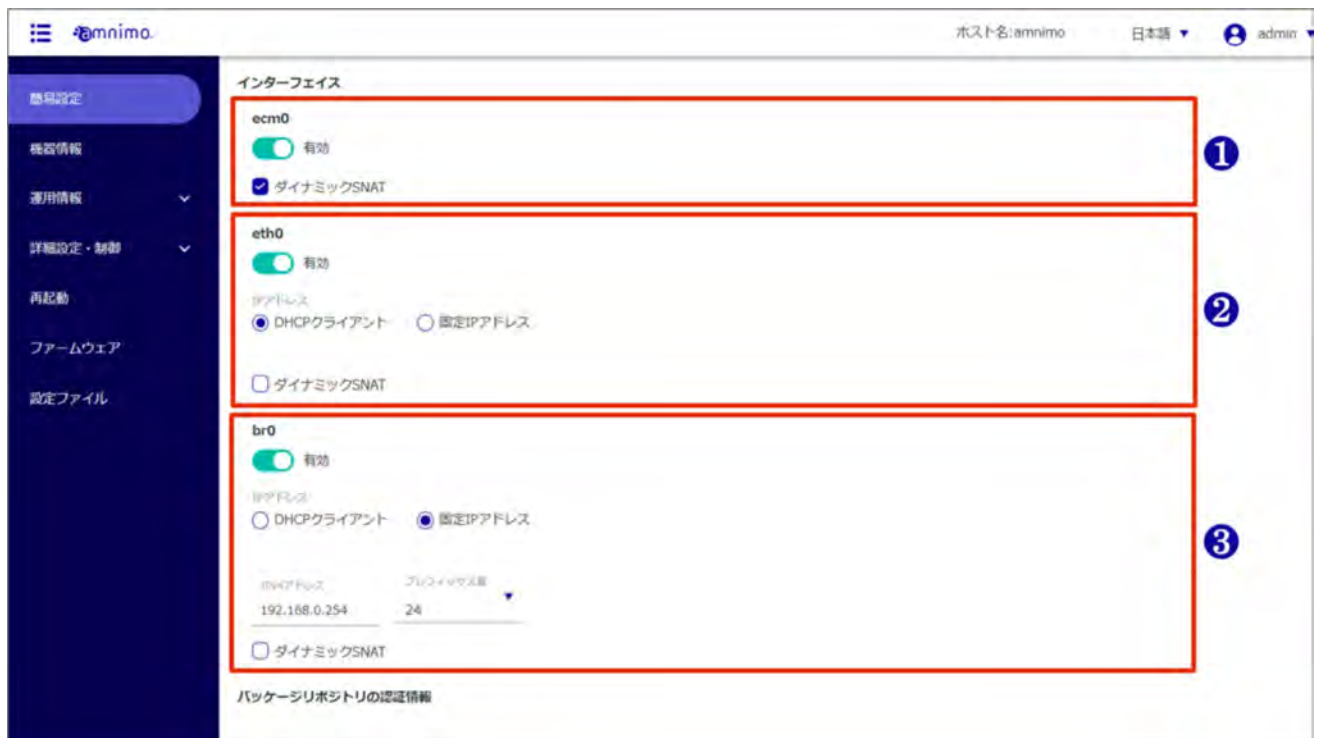 amnimo.
ホスト名:amnimo 日本語 admin
簡易設定
機器情報
運用情報
詳細設定・制御
再起動
ファームウェア
設定ファイル
インターフェイス
ecm0
有効
ダイナミックSNAT
❶
eth0
有効
IPアドレス
DHCPクライアント 固定IPアドレス
ダイナミックSNAT
❷
br0
有効
IPアドレス
DHCPクライアント 固定IPアドレス
IPv4アドレス プレフィックス長
192.168.0.254 24
ダイナミックSNAT
❸
パッケージリポジトリの認証情報